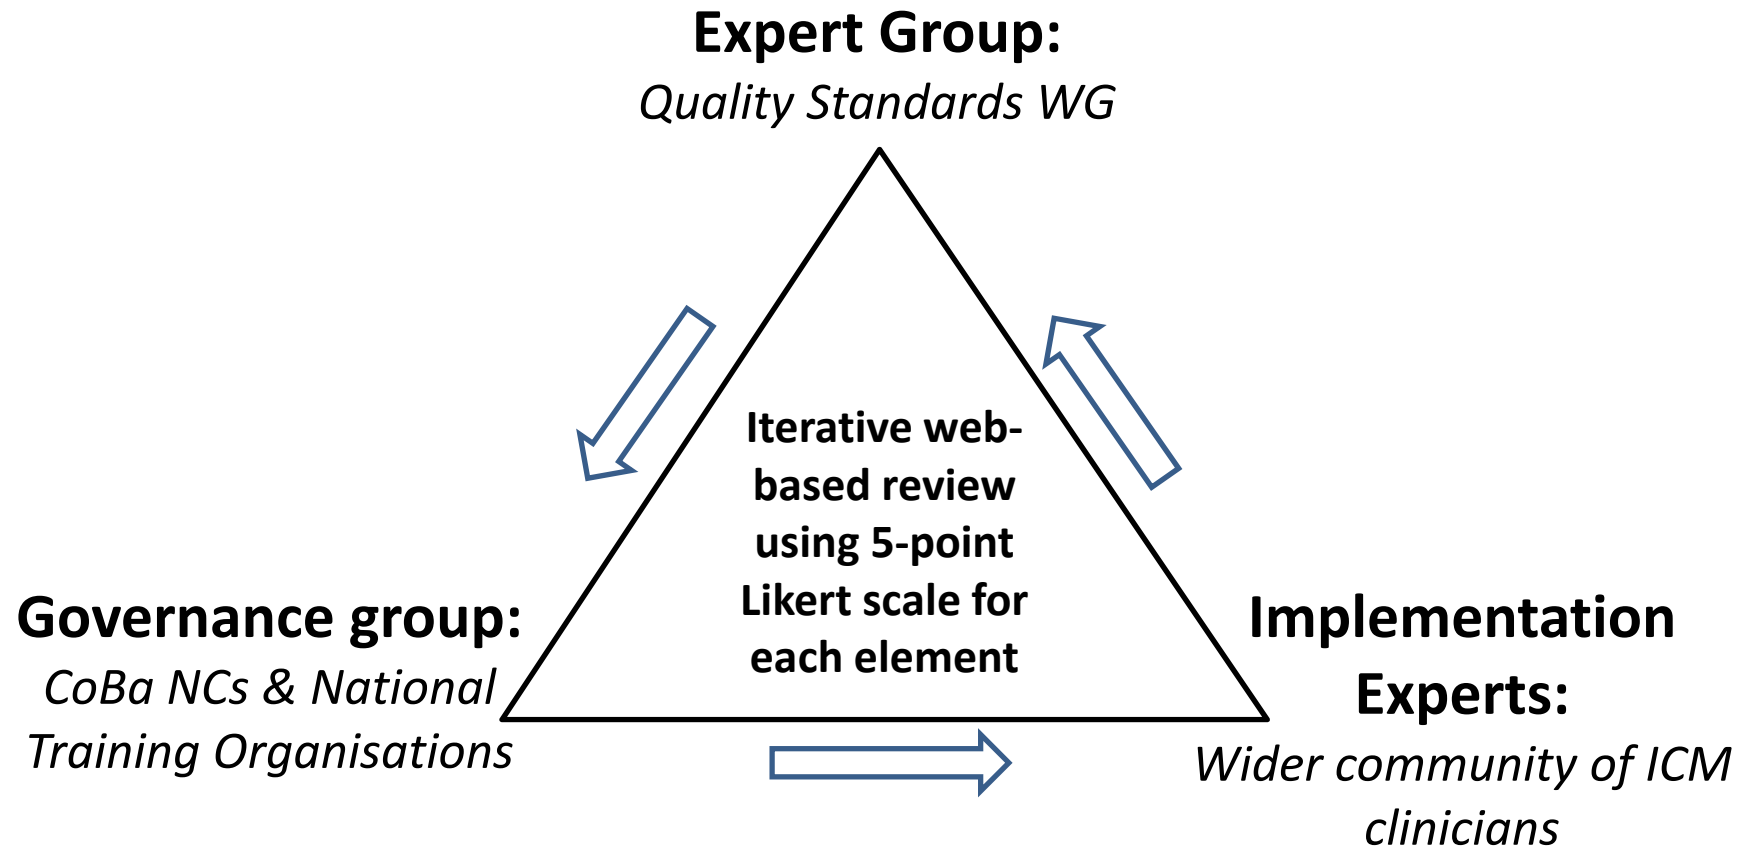 Expert Group:
Quality Standards WG
Iterative web-
based review
using 5-point
Likert scale for
each element
Governance group:
CoBa NCs & National
Training Organisations
Implementation
Experts:
Wider community of ICM
clinicians